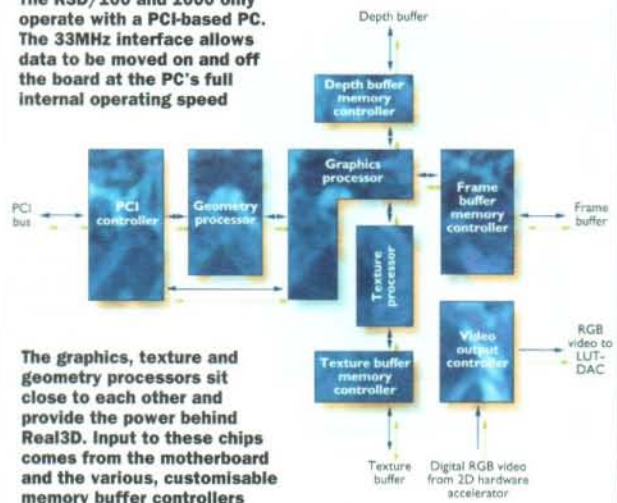 The R3D/100 and 1000 only
operate with a PCI-based PC.
The 33MHz interface allows
data to be moved on and off
the board at the PC's full
internal operating speed
Depth buffer
Depth buffer
memory
controller
Graphics
processor
PCI
bus
PCI
controller
Geometry
processor
Frame
buffer
memory
controller
Frame
buffer
Texture
processor
Video
output
controller
RGB
video to
LUT-
DAC
Texture buffer
memory
controller
Texture
buffer
Digital RGB video
from 2D hardware
accelerator
The graphics, texture and
geometry processors sit
close to each other and
provide the power behind
Real3D. Input to these chips
comes from the motherboard
and the various, customisable
memory buffer controllers